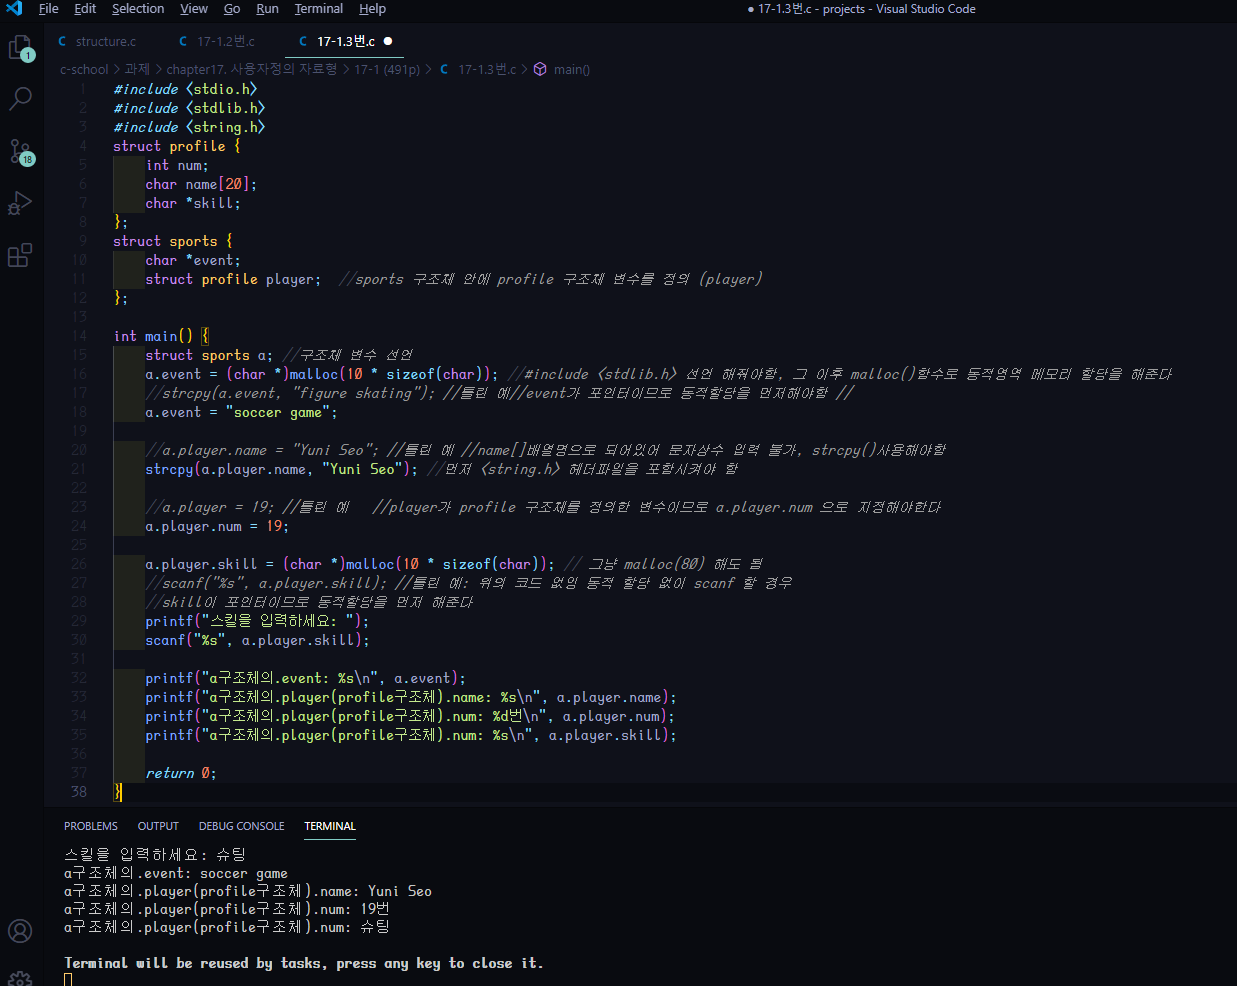 File Edit Selection View Go Run Terminal Help ● 17-1.3번.c - projects - Visual Studio Code
1
C structure.c C 17-1.2번.c C 17-1.3번.c ●
c-school > 과제 > chapter17. 사용자정의 자료형 > 17-1 (491p) > C 17-1.3번.c > main()
18
1 #include <stdio.h>
2 #include <stdlib.h>
3 #include <string.h>
4 struct profile {
5 int num;
6 char name[20];
7 char *skill;
8 };
9 struct sports {
10 char *event;
11 struct profile player; //sports 구조체 안에 profile 구조체 변수를 정의 (player)
12 };
13
14 int main() {
15 struct sports a; //구조체 변수 선언
16 a.event = (char *)malloc(10 * sizeof(char)); //#include <stdlib.h> 선언 해줘야함, 그 이후 malloc()함수로 동적영역 메모리 할당을 해준다
17 //strcpy(a.event, "figure skating"); //틀린 예//event가 포인터이므로 동적할당을 먼저해야함 //
18 a.event = "soccer game";
19
20 //a.player.name = "Yuni Seo"; //틀린 예 //name[]배열명으로 되어있어 문자상수 입력 불가, strcpy()사용해야함
21 strcpy(a.player.name, "Yuni Seo"); //먼저 <string.h> 헤더파일을 포함시켜야 함
22
23 //a.player = 19; //틀린 예 //player가 profile 구조체를 정의한 변수이므로 a.player.num 으로 지정해야한다
24 a.player.num = 19;
25
26 a.player.skill = (char *)malloc(10 * sizeof(char)); // 그냥 malloc(80) 해도 됨
27 //scanf("%s", a.player.skill); //틀린 예: 위의 코드 없임 동적 할당 없이 scanf 할 경우
28 //skill이 포인터이므로 동적할당을 먼저 해준다
29 printf("스킬을 입력하세요: ");
30 scanf("%s", a.player.skill);
31
32 printf("a구조체의.event: %s\n", a.event);
33 printf("a구조체의.player(profile구조체).name: %s\n", a.player.name);
34 printf("a구조체의.player(profile구조체).num: %d번\n", a.player.num);
35 printf("a구조체의.player(profile구조체).num: %s\n", a.player.skill);
36
37 return 0;
38 }
PROBLEMS OUTPUT DEBUG CONSOLE TERMINAL
스킬을 입력하세요: 슈팅
a구조체의.event: soccer game
a구조체의.player(profile구조체).name: Yuni Seo
a구조체의.player(profile구조체).num: 19번
a구조체의.player(profile구조체).num: 슈팅
Terminal will be reused by tasks, press any key to close it.